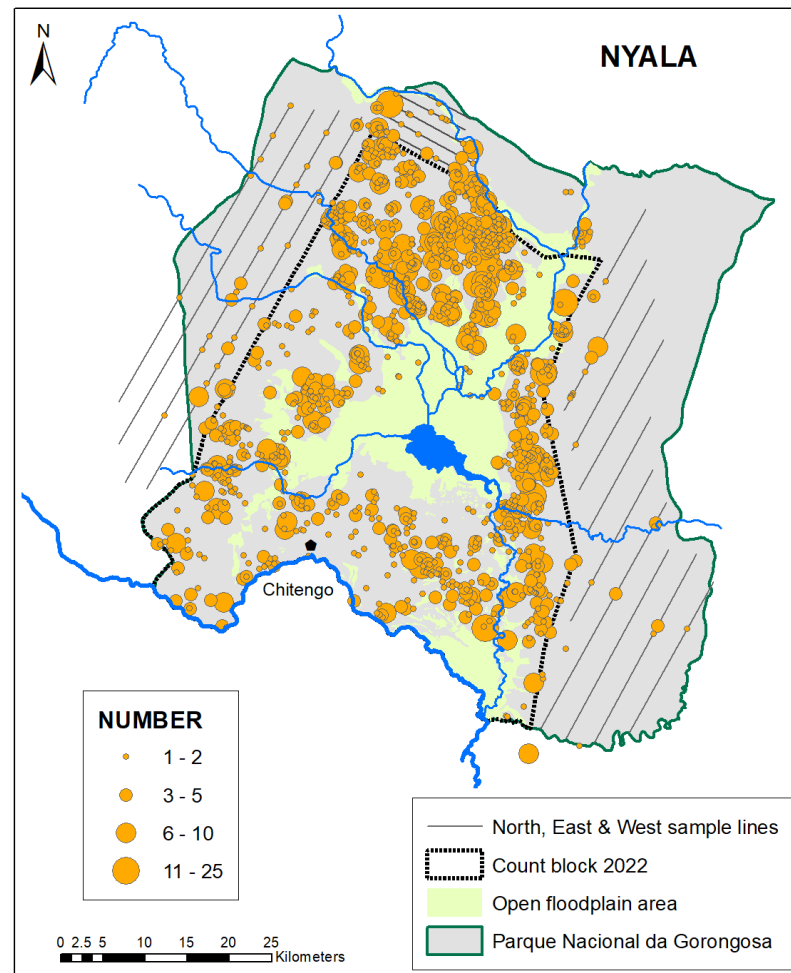 N
NYALA
Chitengo
NUMBER
1 - 2
3 - 5
6 - 10
11 - 25
North, East & West sample lines
Count block 2022
Open floodplain area
Parque Nacional da Gorongosa
0 2.5 5 10 15 20 25
Kilometers